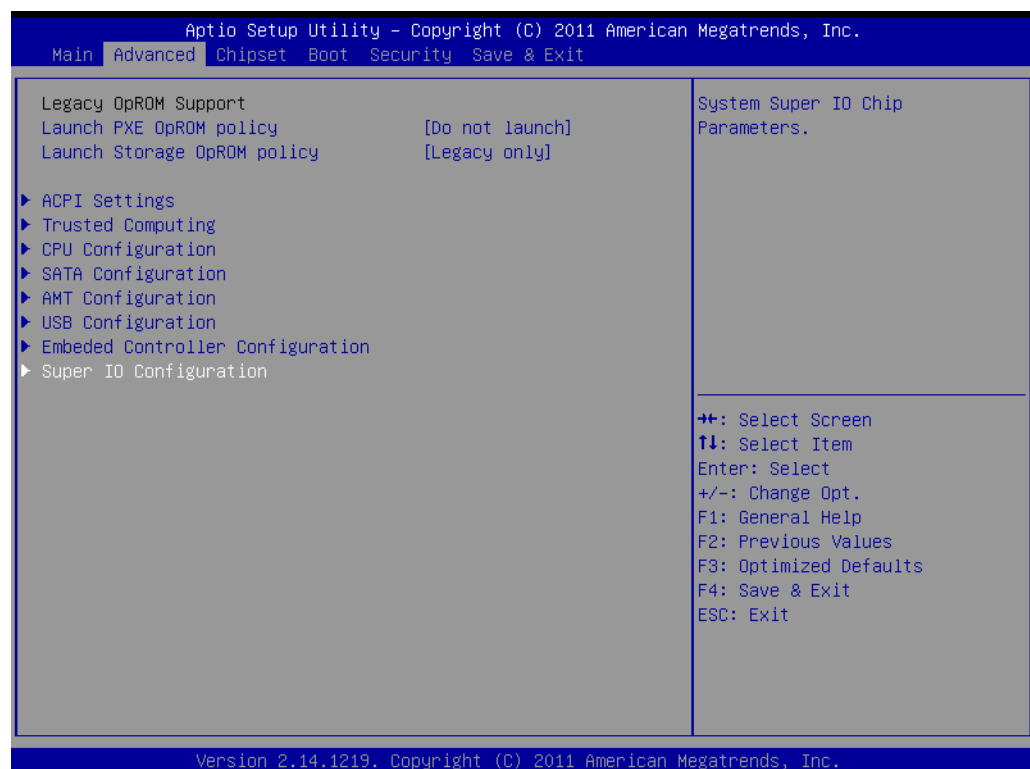 Aptio Setup Utility – Copyright (C) 2011 American Megatrends, Inc.
Main Advanced Chipset Boot Security Save & Exit
Legacy OpROM Support
Launch PXE OpROM policy [Do not launch]
Launch Storage OpROM policy [Legacy only]
ACPI Settings
Trusted Computing
CPU Configuration
SATA Configuration
AMT Configuration
USB Configuration
Embeded Controller Configuration
Super IO Configuration
System Super IO Chip
Parameters.
→←: Select Screen
↑↓: Select Item
Enter: Select
+/-: Change Opt.
F1: General Help
F2: Previous Values
F3: Optimized Defaults
F4: Save & Exit
ESC: Exit
Version 2.14.1219. Copyright (C) 2011 American Megatrends, Inc.